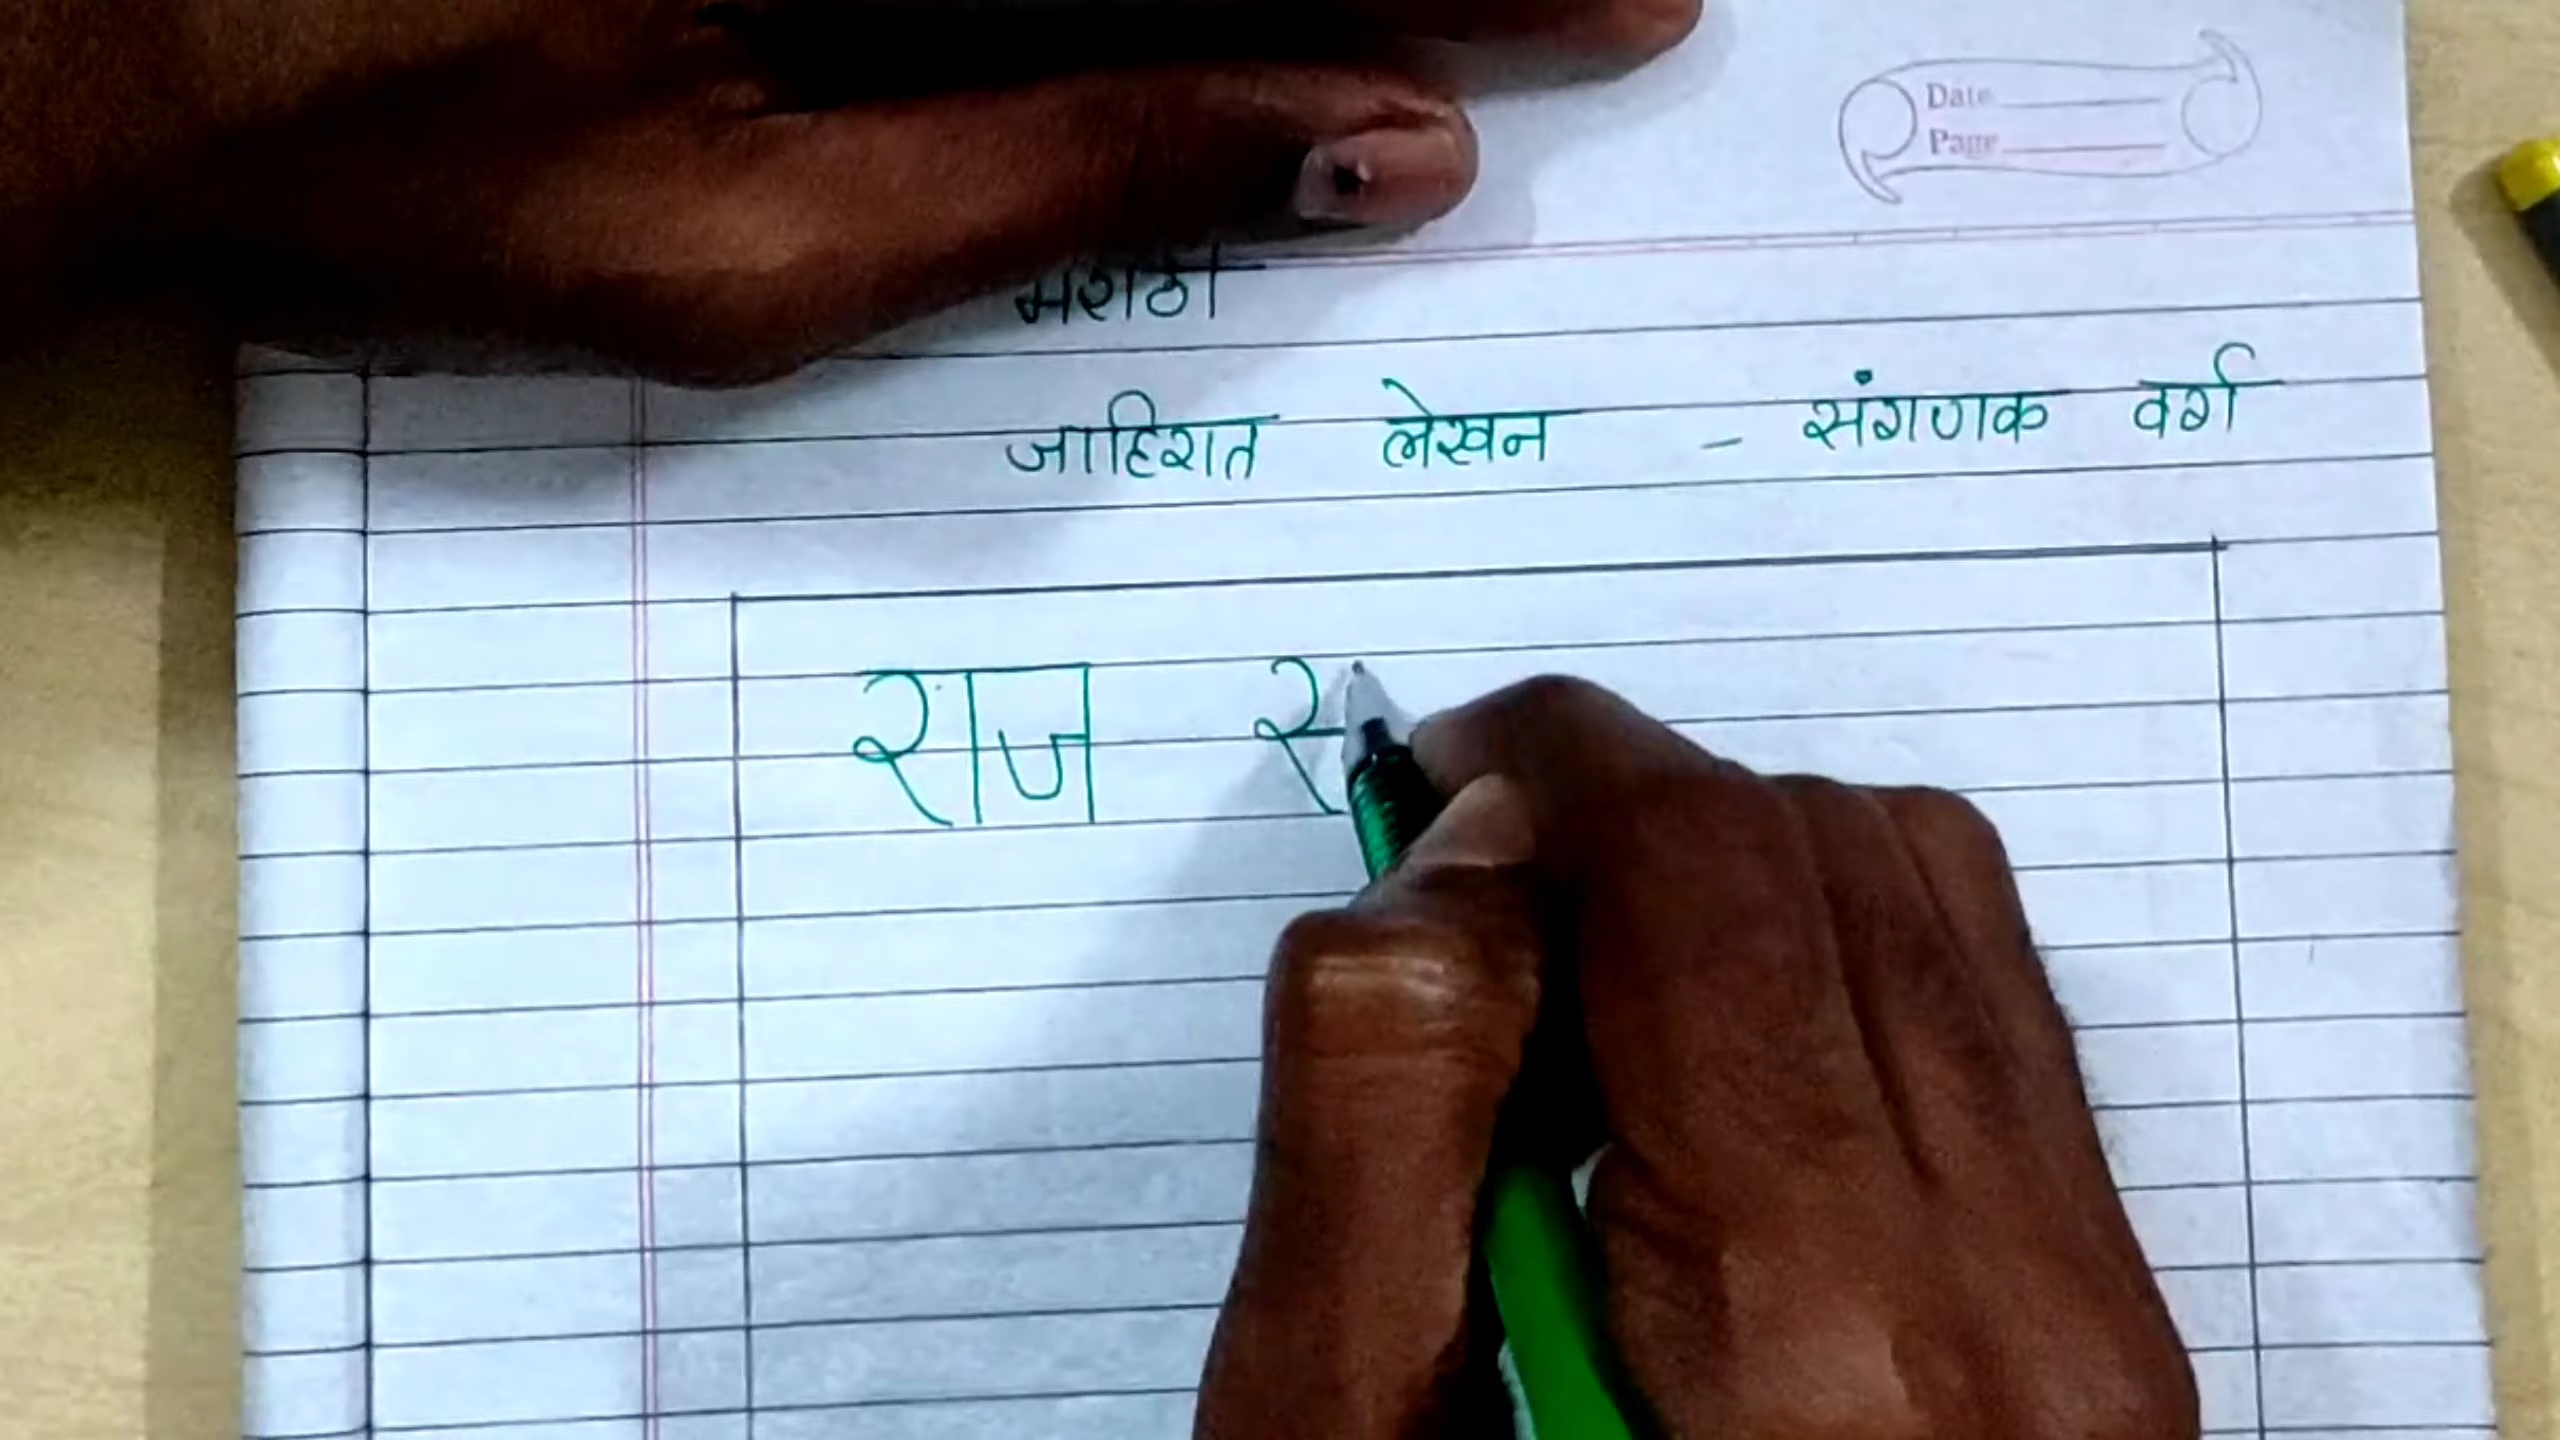 Date
Page
मराठी
जाहिरात लेखन - संगणक वर्ग
राज